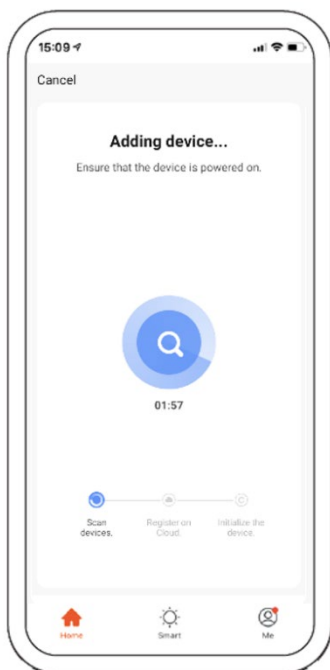 15:09
Cancel
Adding device...
Ensure that the device is powered on.
01:57
Scan
devices.
Register on
Cloud.
Initialize the
device.
Home
Smart
Me